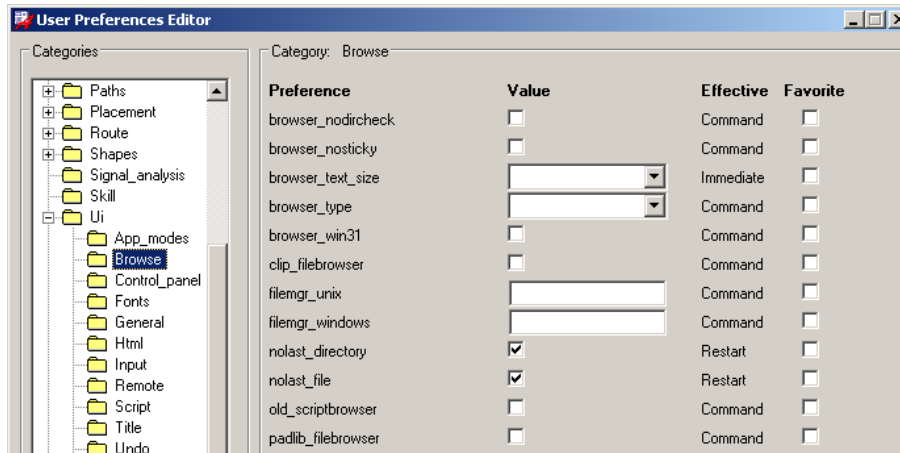 User Preferences Editor
Categories
Category: Browse
Paths
Placement
Route
Shapes
Signal_analysis
Skill
Ui
App_modes
Browse
Control_panel
Fonts
General
Html
Input
Remote
Script
Title
Undo
Preference Value Effective Favorite
browser_nodircheck Command
browser_nosticky Command
browser_text_size Immediate
browser_type Command
browser_win31 Command
clip_filebrowser Command
filemgr_unix Command
filemgr_windows Command
nolast_directory Restart
nolast_file Restart
old_scriptbrowser Command
padlib_filebrowser Command